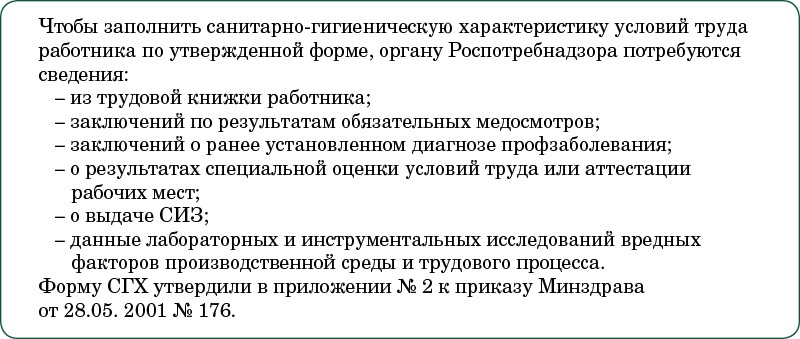 Чтобы заполнить санитарно-гигиеническую характеристику условий труда
работника по утвержденной форме, органу Роспотребнадзора потребуются
сведения:
– из трудовой книжки работника;
– заключений по результатам обязательных медосмотров;
– заключений о ранее установленном диагнозе профзаболевания;
– о результатах специальной оценки условий труда или аттестации
рабочих мест;
– о выдаче СИЗ;
– данные лабораторных и инструментальных исследований вредных
факторов производственной среды и трудового процесса.
Форму СГХ утвердили в приложении № 2 к приказу Минздрава
от 28.05. 2001 № 176.